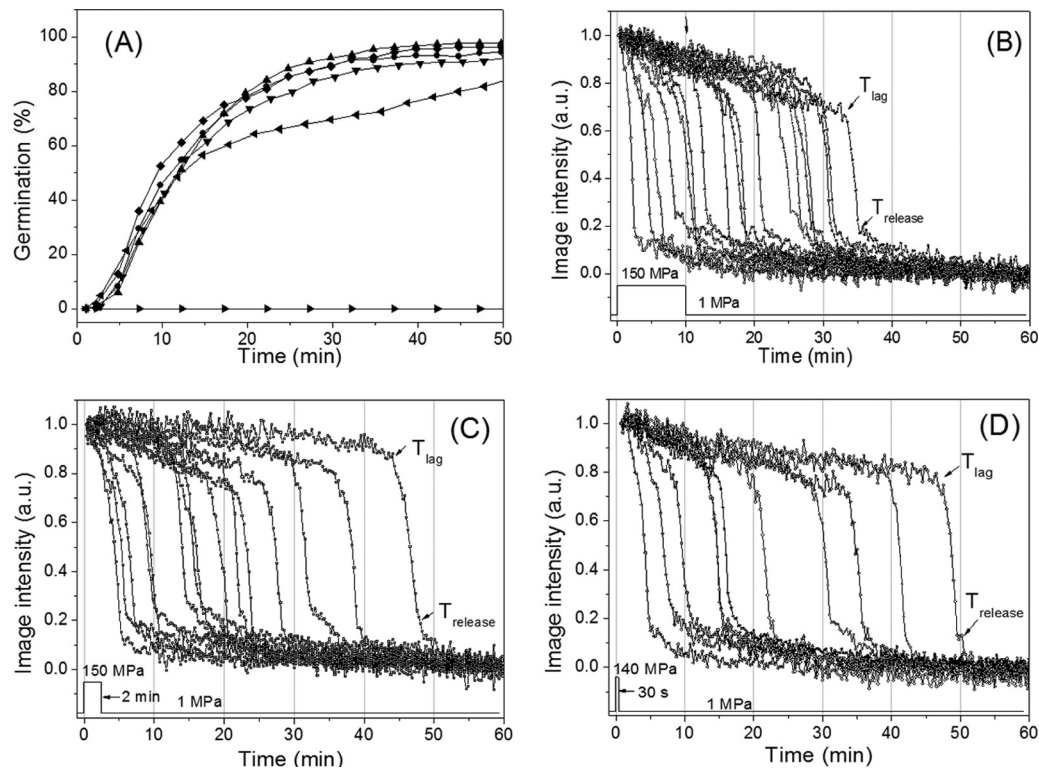 (A)
Germination (%)
100
80
60
40
20
0
0 10 20 30 40 50
Time (min)
(B)
Image intensity (a.u.)
1.0
0.8
0.6
0.4
0.2
0.0
Tlag
Trelease
150 MPa
1 MPa
0 10 20 30 40 50 60
Time (min)
(C)
Image intensity (a.u.)
1.0
0.8
0.6
0.4
0.2
0.0
Tlag
Trelease
150 MPa
2 min
1 MPa
0 10 20 30 40 50 60
Time (min)
(D)
Image intensity (a.u.)
1.0
0.8
0.6
0.4
0.2
0.0
Tlag
Trelease
140 MPa
30 s
1 MPa
0 10 20 30 40 50 60
Time (min)